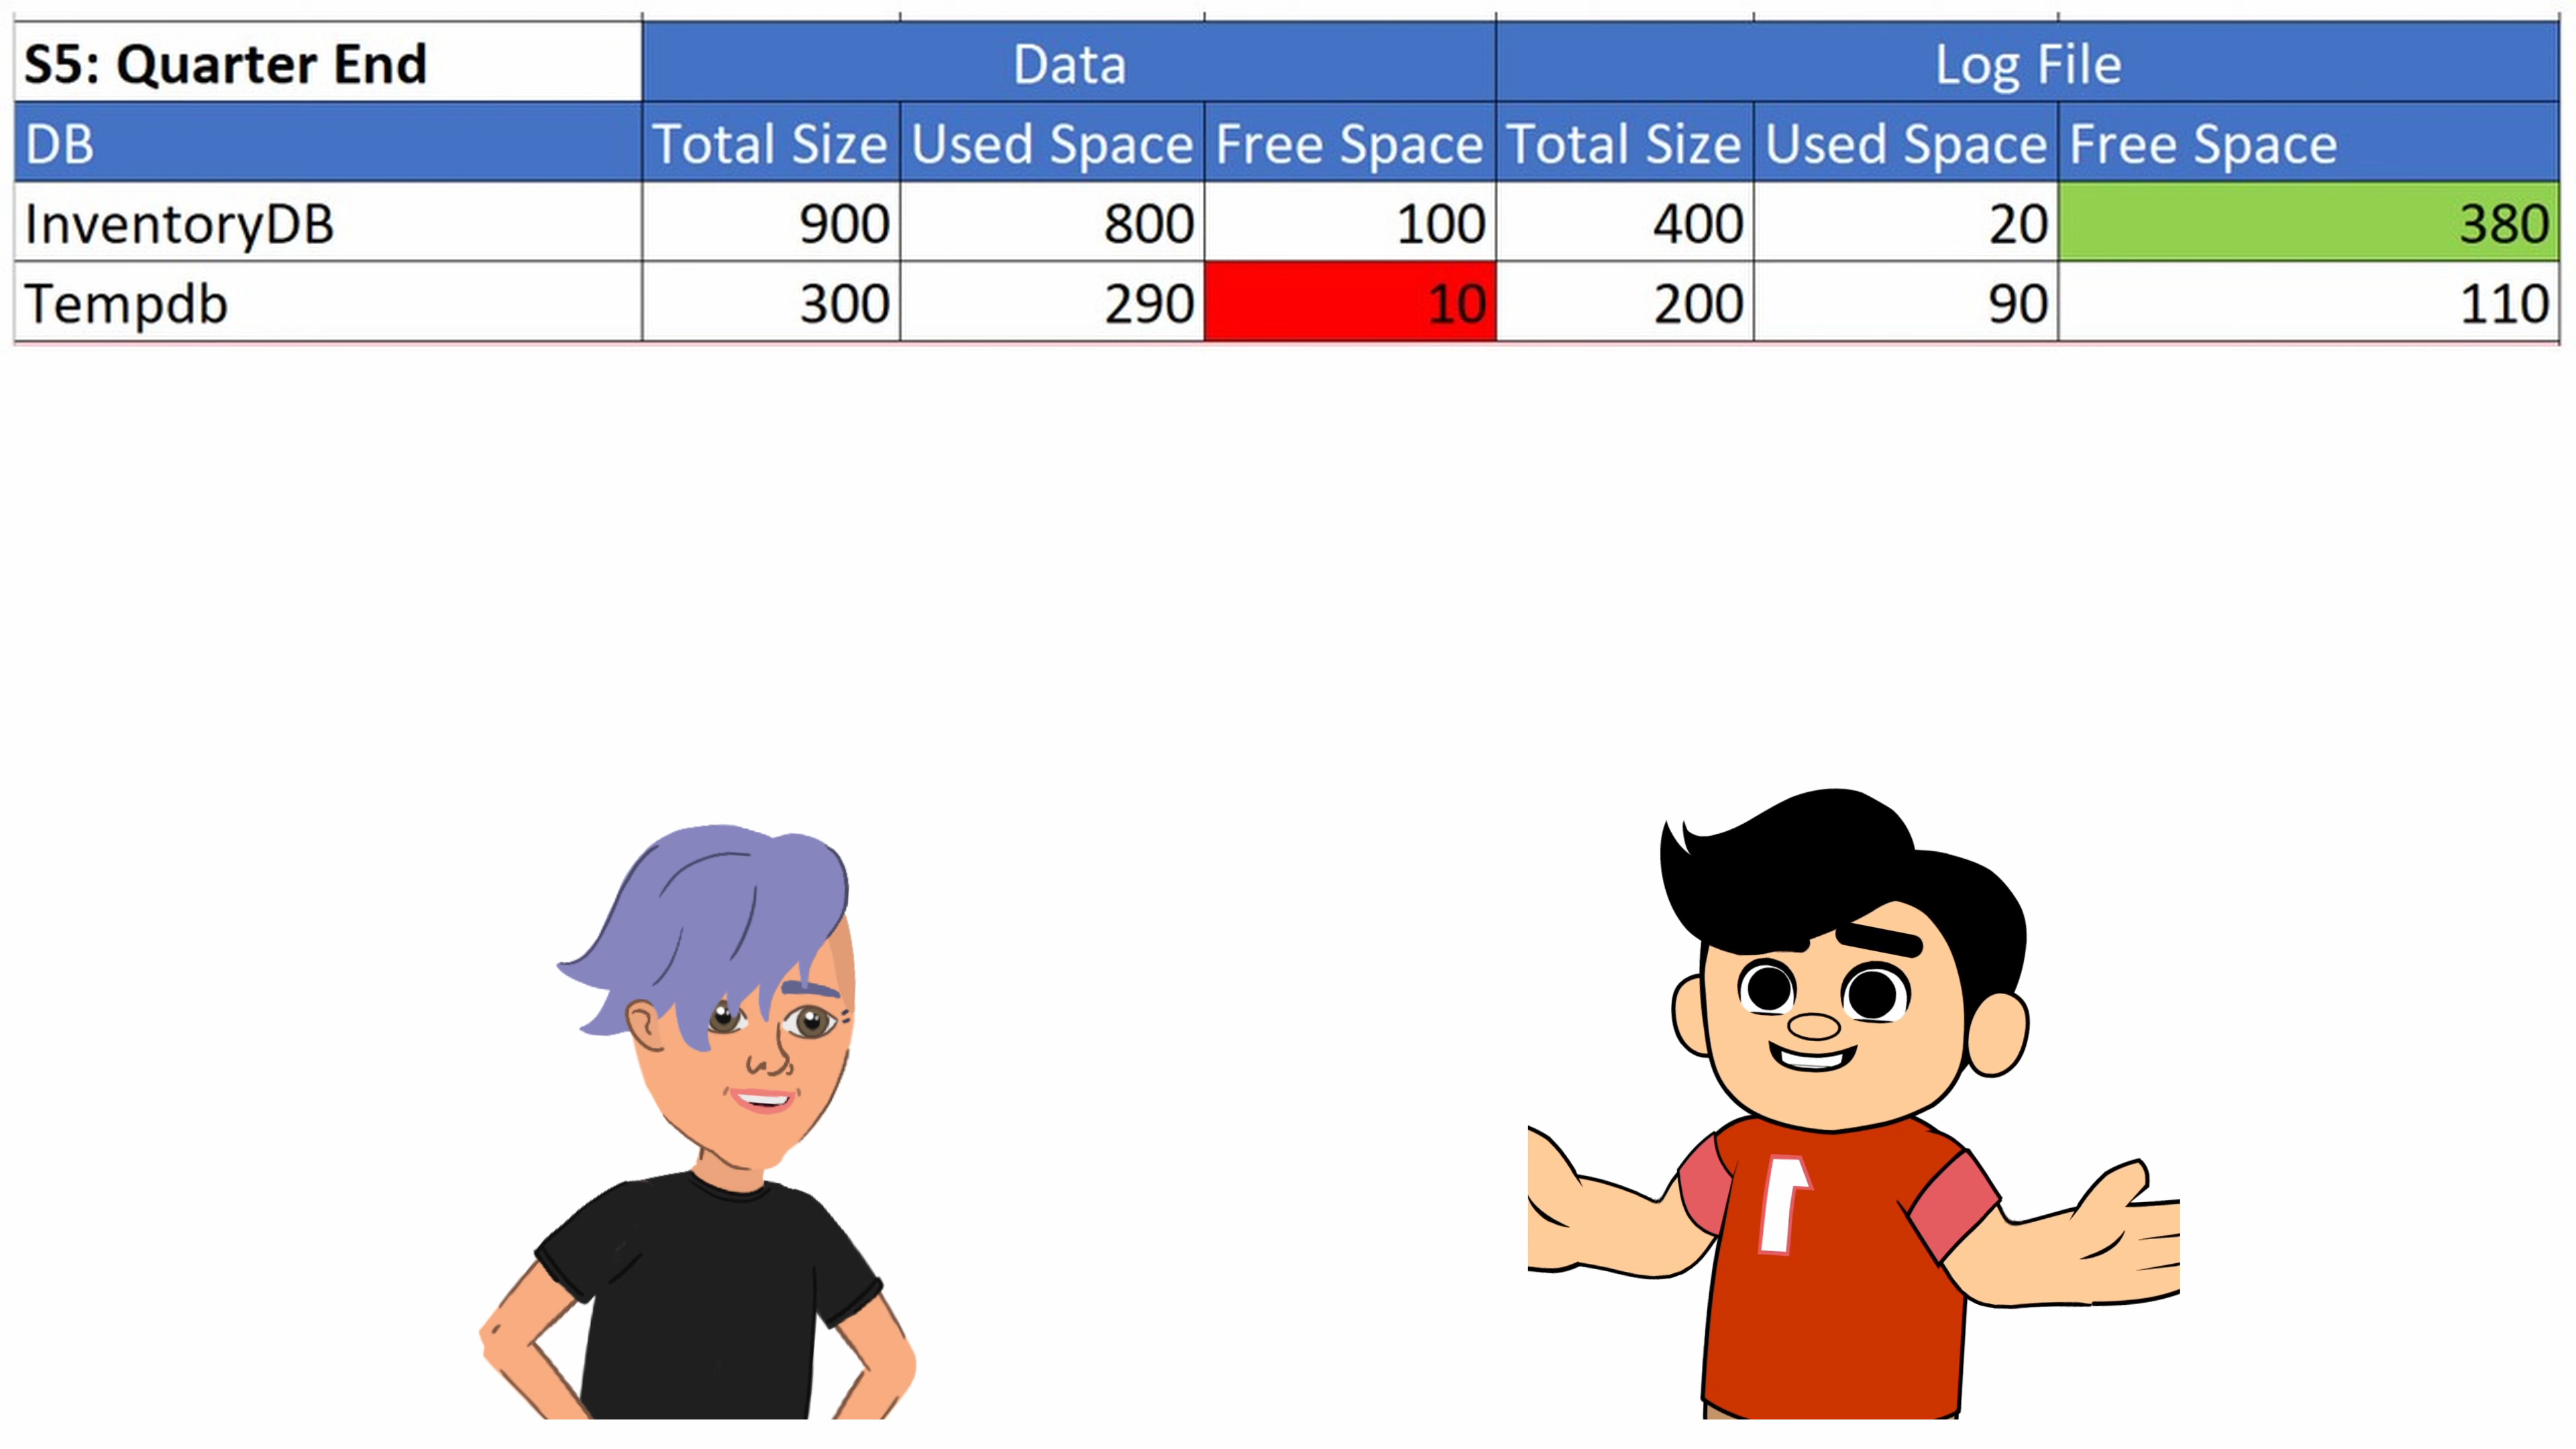 S5: Quarter End Data Log File
DB Total Size Used Space Free Space Total Size Used Space Free Space
InventoryDB 900 800 100 400 20 380
Tempdb 300 290 10 200 90 110
1